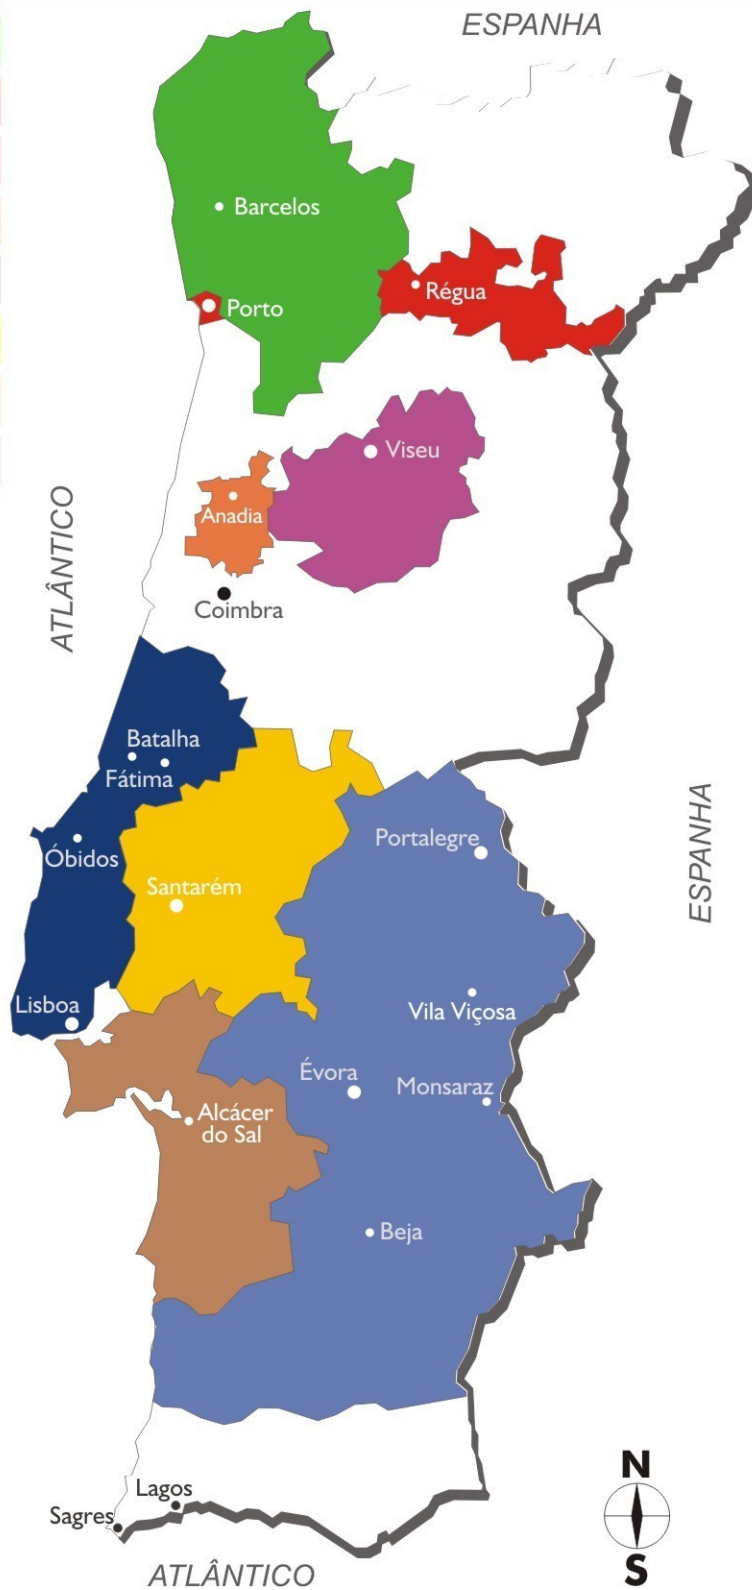 ESPANHA
Barcelos
Régua
Porto
Viseu
Anadia
ATLÂNTICO
Coimbra
Batalha
Fátima
ESPANHA
Portalegre
Óbidos
Santarém
Lisboa
Vila Viçosa
Évora
Monsaraz
Alcácer
do Sal
Beja
N
Lagos
Sagres
ATLÂNTICO
S